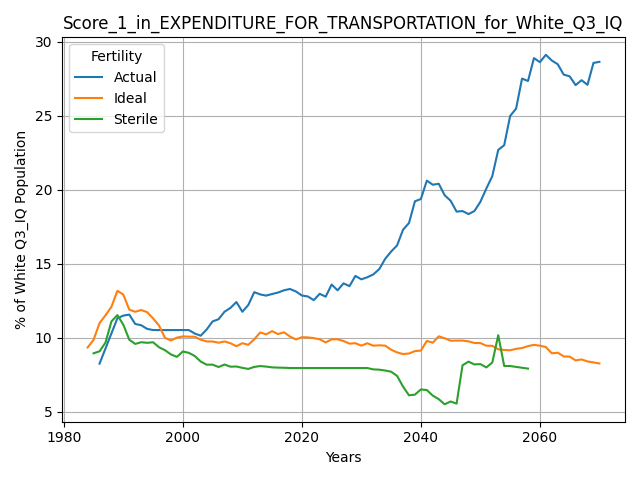 Score_1_in_EXPENDITURE_FOR_TRANSPORTATION_for_White_Q3_IQ
Fertility
Actual
Ideal
Sterile
% of White Q3_IQ Population
30
25
20
15
10
5
1980
2000
2020
2040
2060
Years